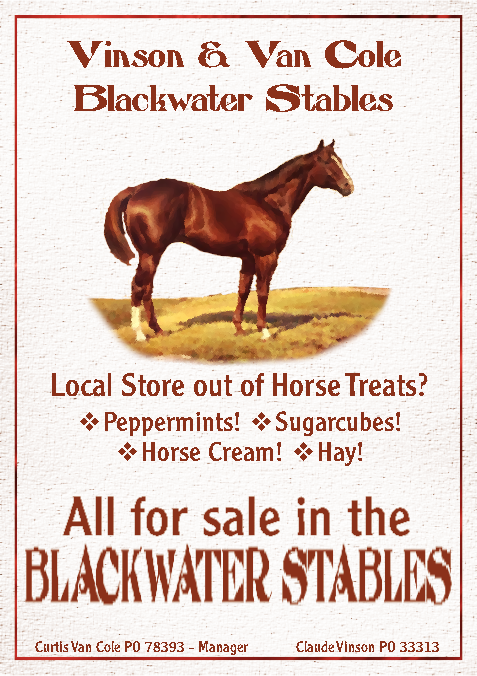 Vinson & Van Cole
Blackwater Stables
Local Store out of Horse Treats?
❖ Peppermints! ❖ Sugarcubes!
❖ Horse Cream! ❖ Hay!
All for sale in the
BLACKWATER STABLES
Curtis Van Cole PO 78393 - Manager
Claude Vinson PO 33313